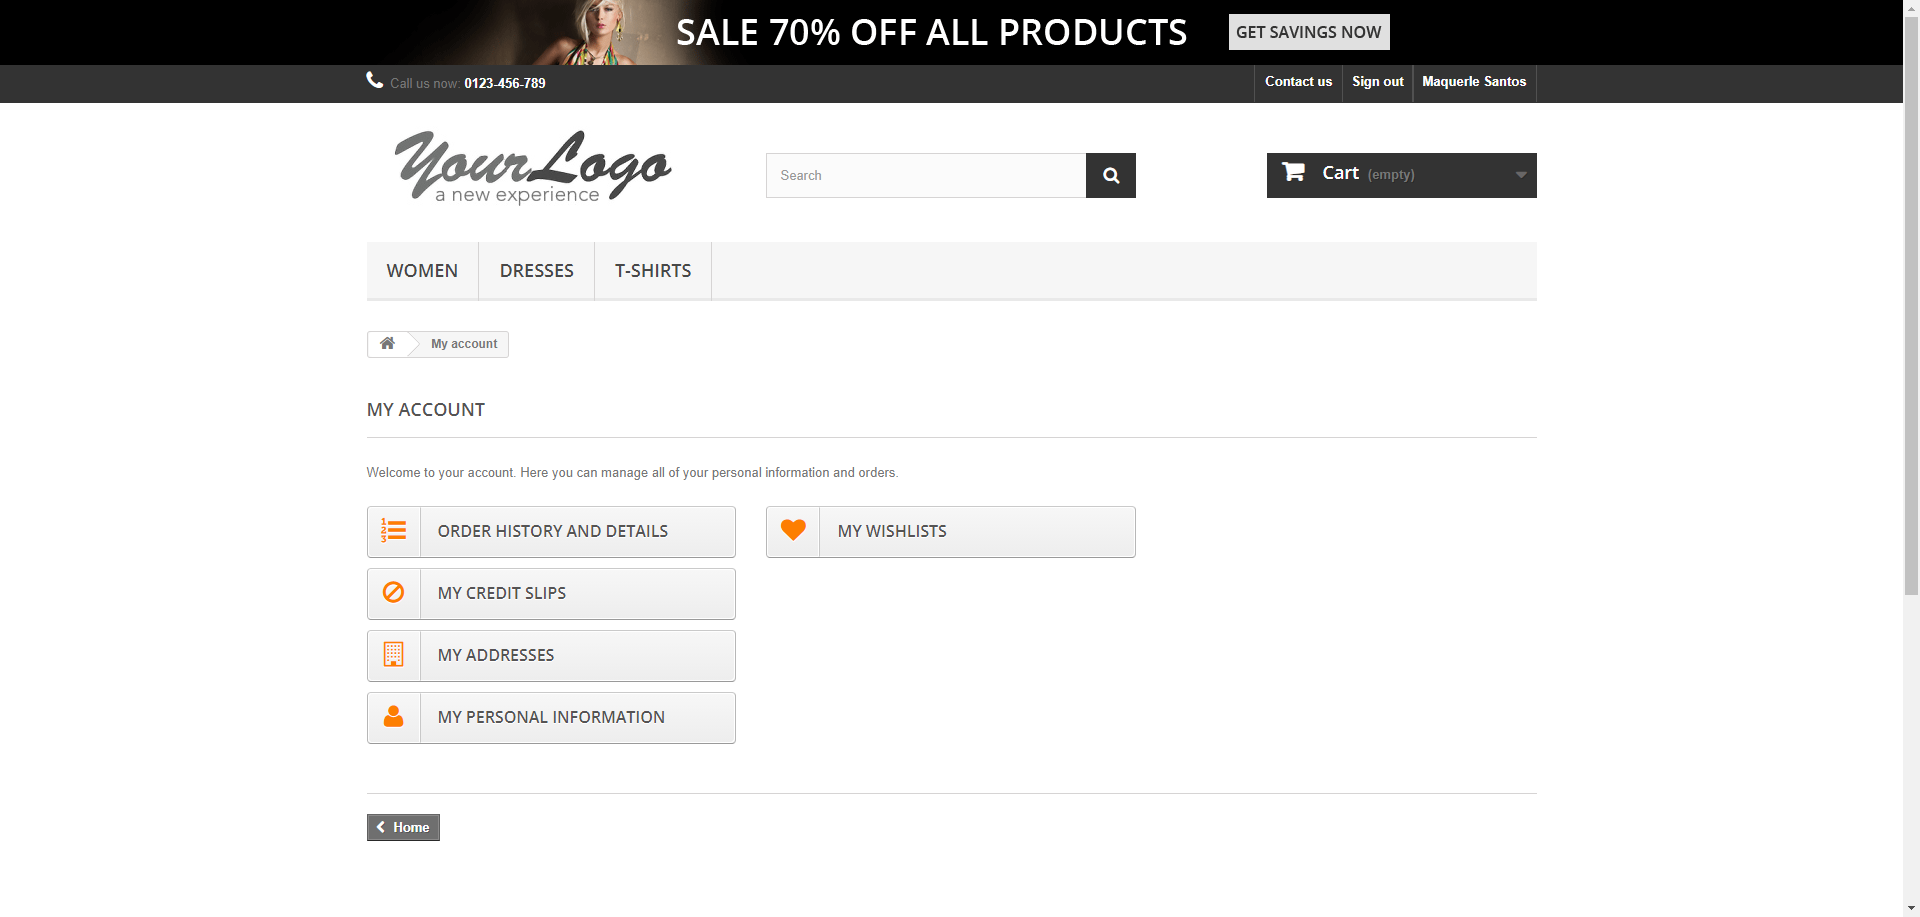 SALE 70% OFF ALL PRODUCTS
GET SAVINGS NOW
Call us now: 0123-456-789
Contact us
Sign out
Maquerle Santos
YourLogo
a new experience
Search
Cart (empty)
WOMEN
DRESSES
T-SHIRTS
My account
MY ACCOUNT
Welcome to your account. Here you can manage all of your personal information and orders.
ORDER HISTORY AND DETAILS
MY WISHLISTS
MY CREDIT SLIPS
MY ADDRESSES
MY PERSONAL INFORMATION
Home